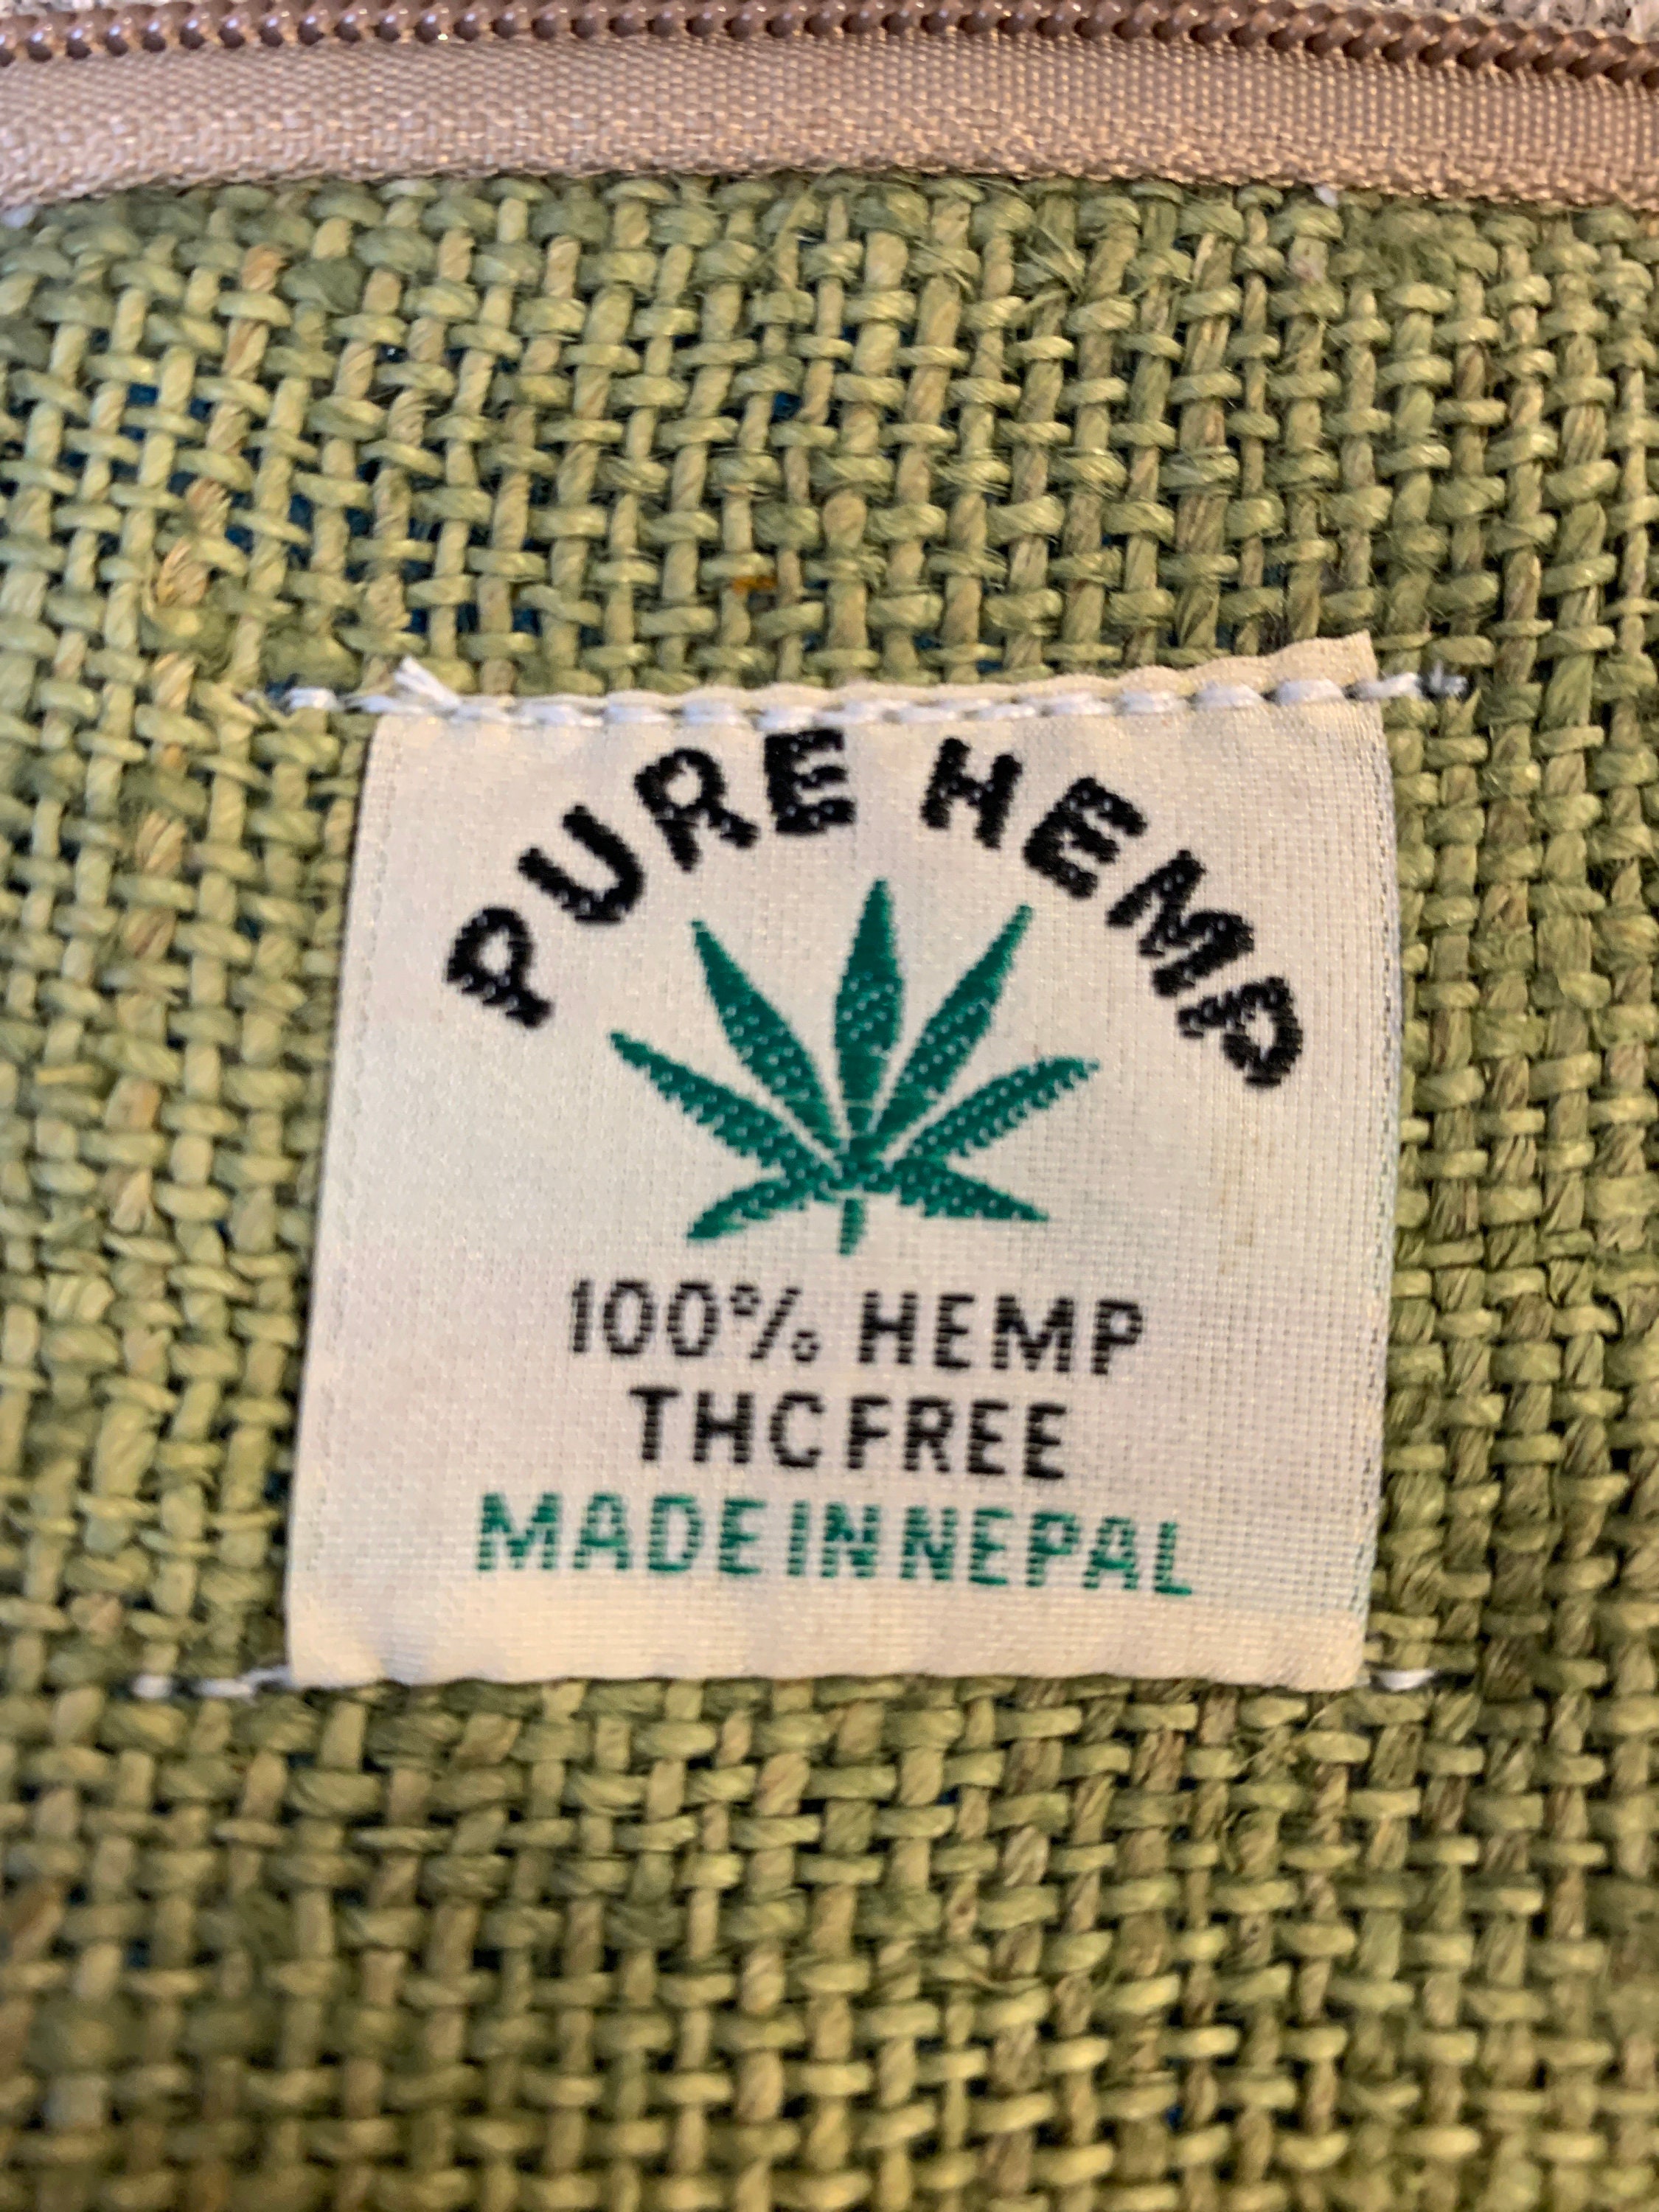 PURE HEMP
100% HEMP
THC FREE
MADE IN NEPAL